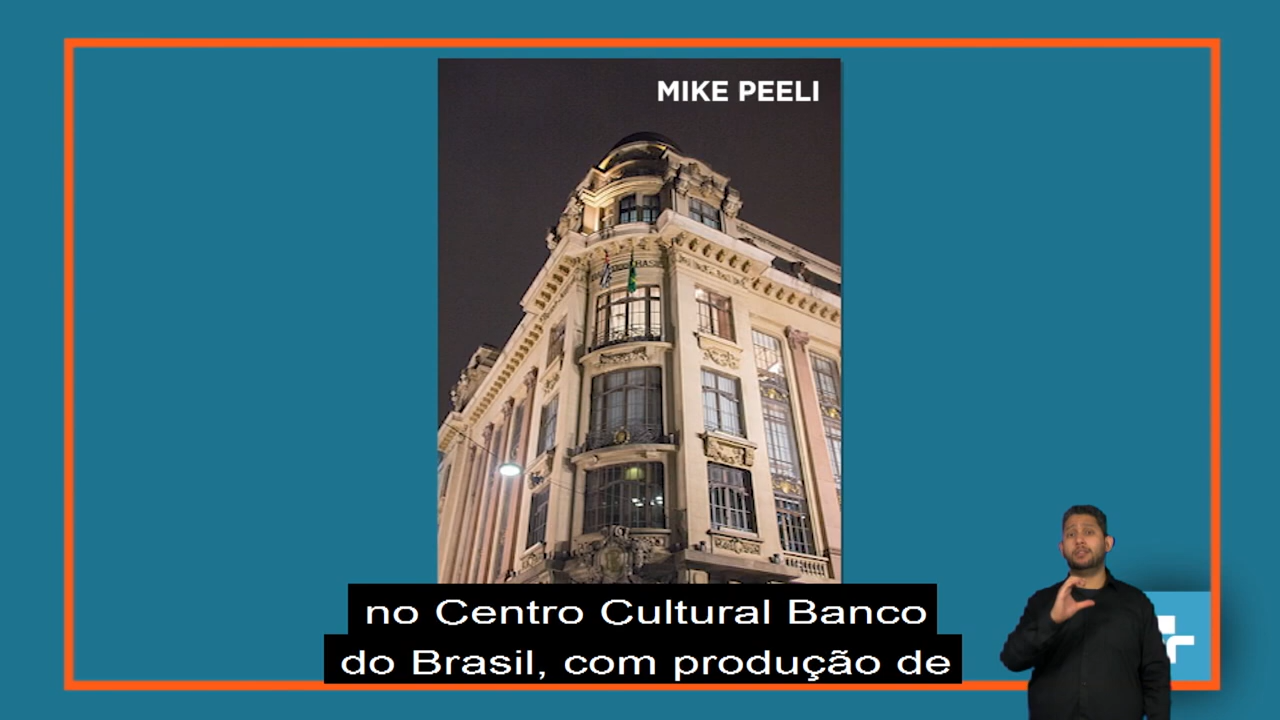 MIKE PEELI
no Centro Cultural Banco
do Brasil, com produção de